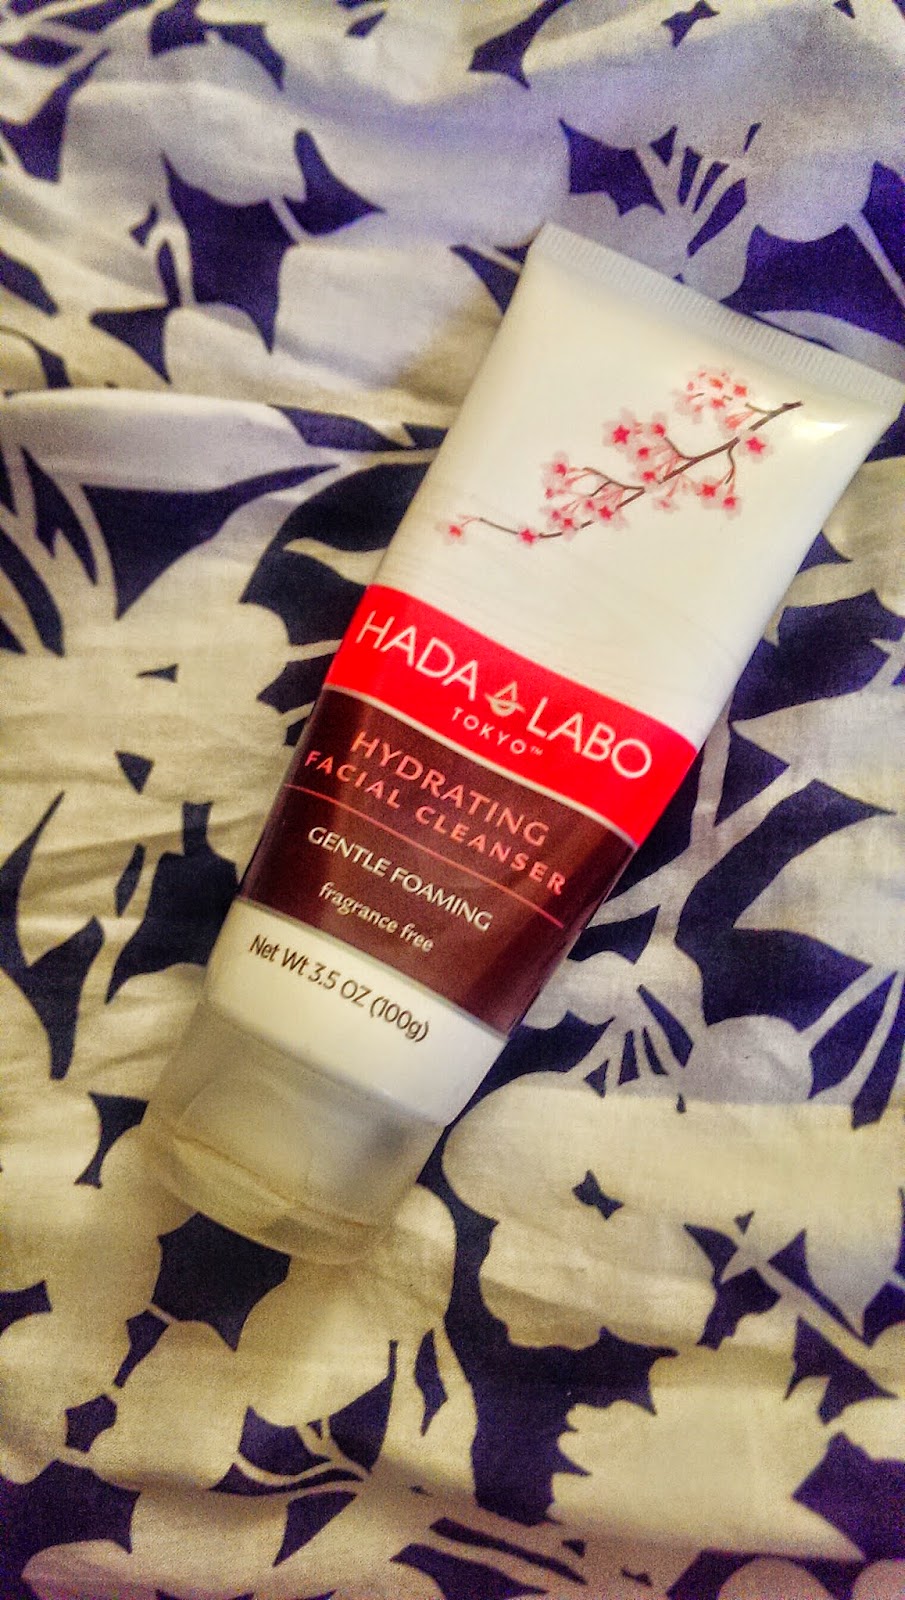 HADA LABO
TOKYO™
HYDRATING
FACIAL CLEANSER
GENTLE FOAMING
fragrance free
Net Wt 3.5 OZ (100g)